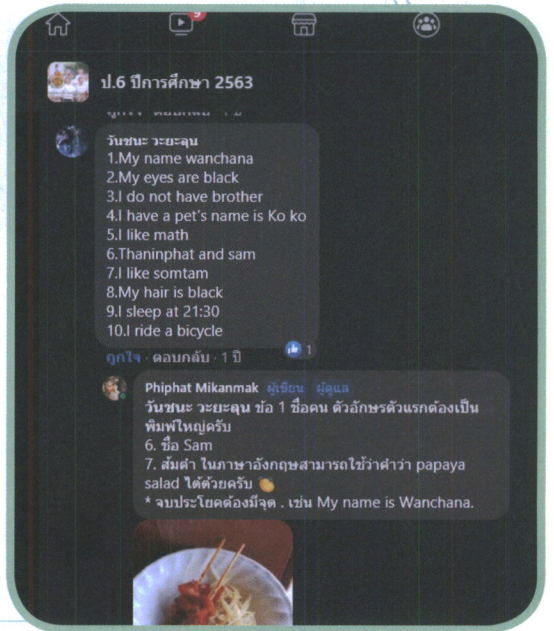 9
ป.6 ปีการศึกษา 2563
วันชนะ วะยะลุน
1.My name wanchana
2.My eyes are black
3.I do not have brother
4.I have a pet's name is Ko ko
5.I like math
6.Thaninphat and sam
7.I like somtam
8.My hair is black
9.I sleep at 21:30
10.I ride a bicycle
ถูกใจ · ตอบกลับ · 1 ปี
1
Phiphat Mikanmak ผู้เขียน ผู้ดูแล
วันชนะ วะยะลุน ข้อ 1 ชื่อคน ตัวอักษรตัวแรกต้องเป็น
พิมพ์ใหญ่ครับ
6. ชื่อ Sam
7. ส้มตำ ในภาษาอังกฤษสามารถใช้ว่าคำว่า papaya
salad ได้ด้วยครับ
* จบประโยคต้องมีจุด . เช่น My name is Wanchana.